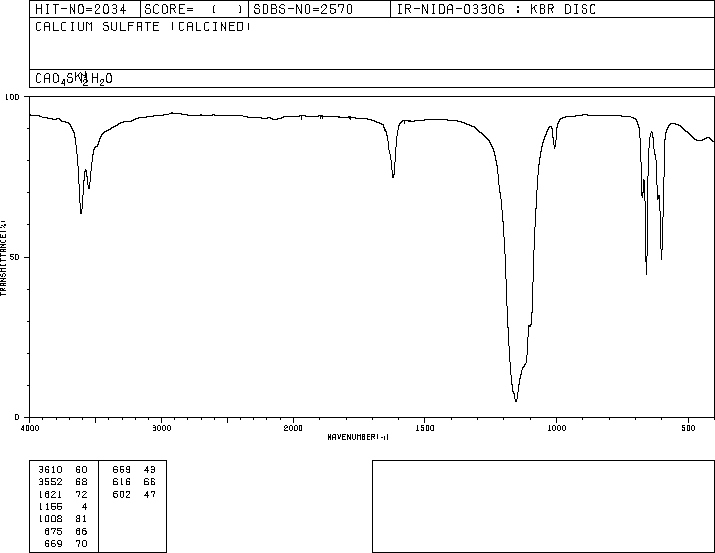 HIT-NO=2034 SCORE= ( ) SDBS-NO=2570 IR-NIDA-03306 : KBR DISC
CALCIUM SULFATE (CALCINED)
H₂O
100
TRANSMITTANCE(%)
50
0
4000 3000 2000 1500 1000 500
WAVENUMBER(-1)
3610 60 659 43
3552 68 616 66
1621 72 602 47
1155 4
1008 81
675 66
669 70